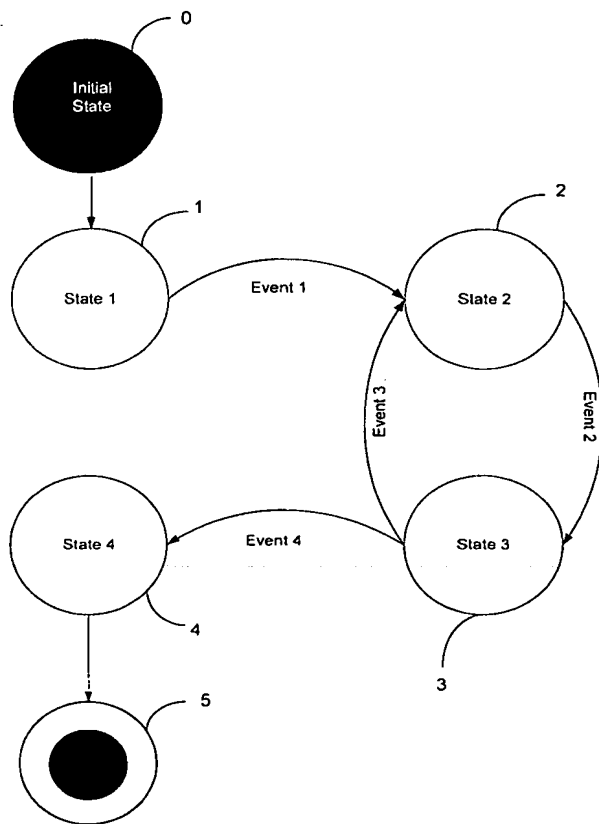 0
Initial
State
1
State 1
Event 1
2
State 2
Event 3
Event 2
State 4
Event 4
State 3
4
3
5